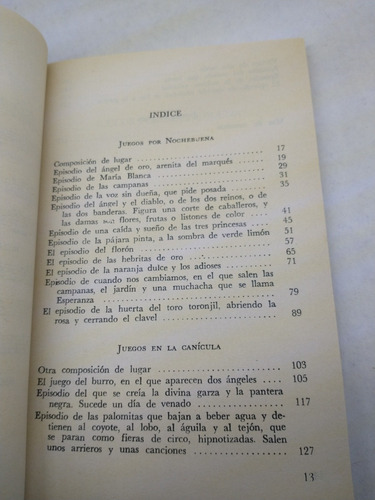 INDICE
JUEGOS POR NOCHEBUENA
Composición de lugar . . . . . . . . . . . . . . . . . . 17
Episodio del ángel de oro, arenita del marqués . . 19
Episodio de María Blanca . . . . . . . . . . . . . . . . 29
Episodio de las campanas . . . . . . . . . . . . . . . . 31
Episodio de la voz sin dueña, que pide posada . . 35
Episodio del ángel y el diablo, o de los dos reinos, o de
las dos banderas. Figura una corte de caballeros, y
las damas son flores, frutas o listones de color . . 41
Episodio de una caída y sueño de las tres princesas . . 45
Episodio de la pájara pinta, a la sombra de verde limón 51
El episodio del florón . . . . . . . . . . . . . . . . . . 57
El episodio de las hebritas de oro . . . . . . . . . . . 65
El episodio de la naranja dulce y los adioses . . . . 71
Episodio de cuando nos cambiamos, en el que salen las
campanas, el jardín y una muchacha que se llama
Esperanza . . . . . . . . . . . . . . . . . . . . . . . . 79
El episodio de la huerta del toro toronjil, abriendo la
rosa y cerrando el clavel . . . . . . . . . . . . . . . . 89
JUEGOS EN LA CANÍCULA
Otra composición de lugar . . . . . . . . . . . . . . . 103
El juego del burro, en el que aparecen dos ángeles . . 105
Episodio del que se creía la divina garza y la pantera
negra. Sucede un día de venado . . . . . . . . . . . . 117
Episodio de las palomitas que bajan a beber agua y de-
tienen al coyote, al lobo, al águila y al tejón, que
se paran como fieras de circo, hipnotizadas. Salen
unos arrieros y unas canciones . . . . . . . . . . . . 127
13